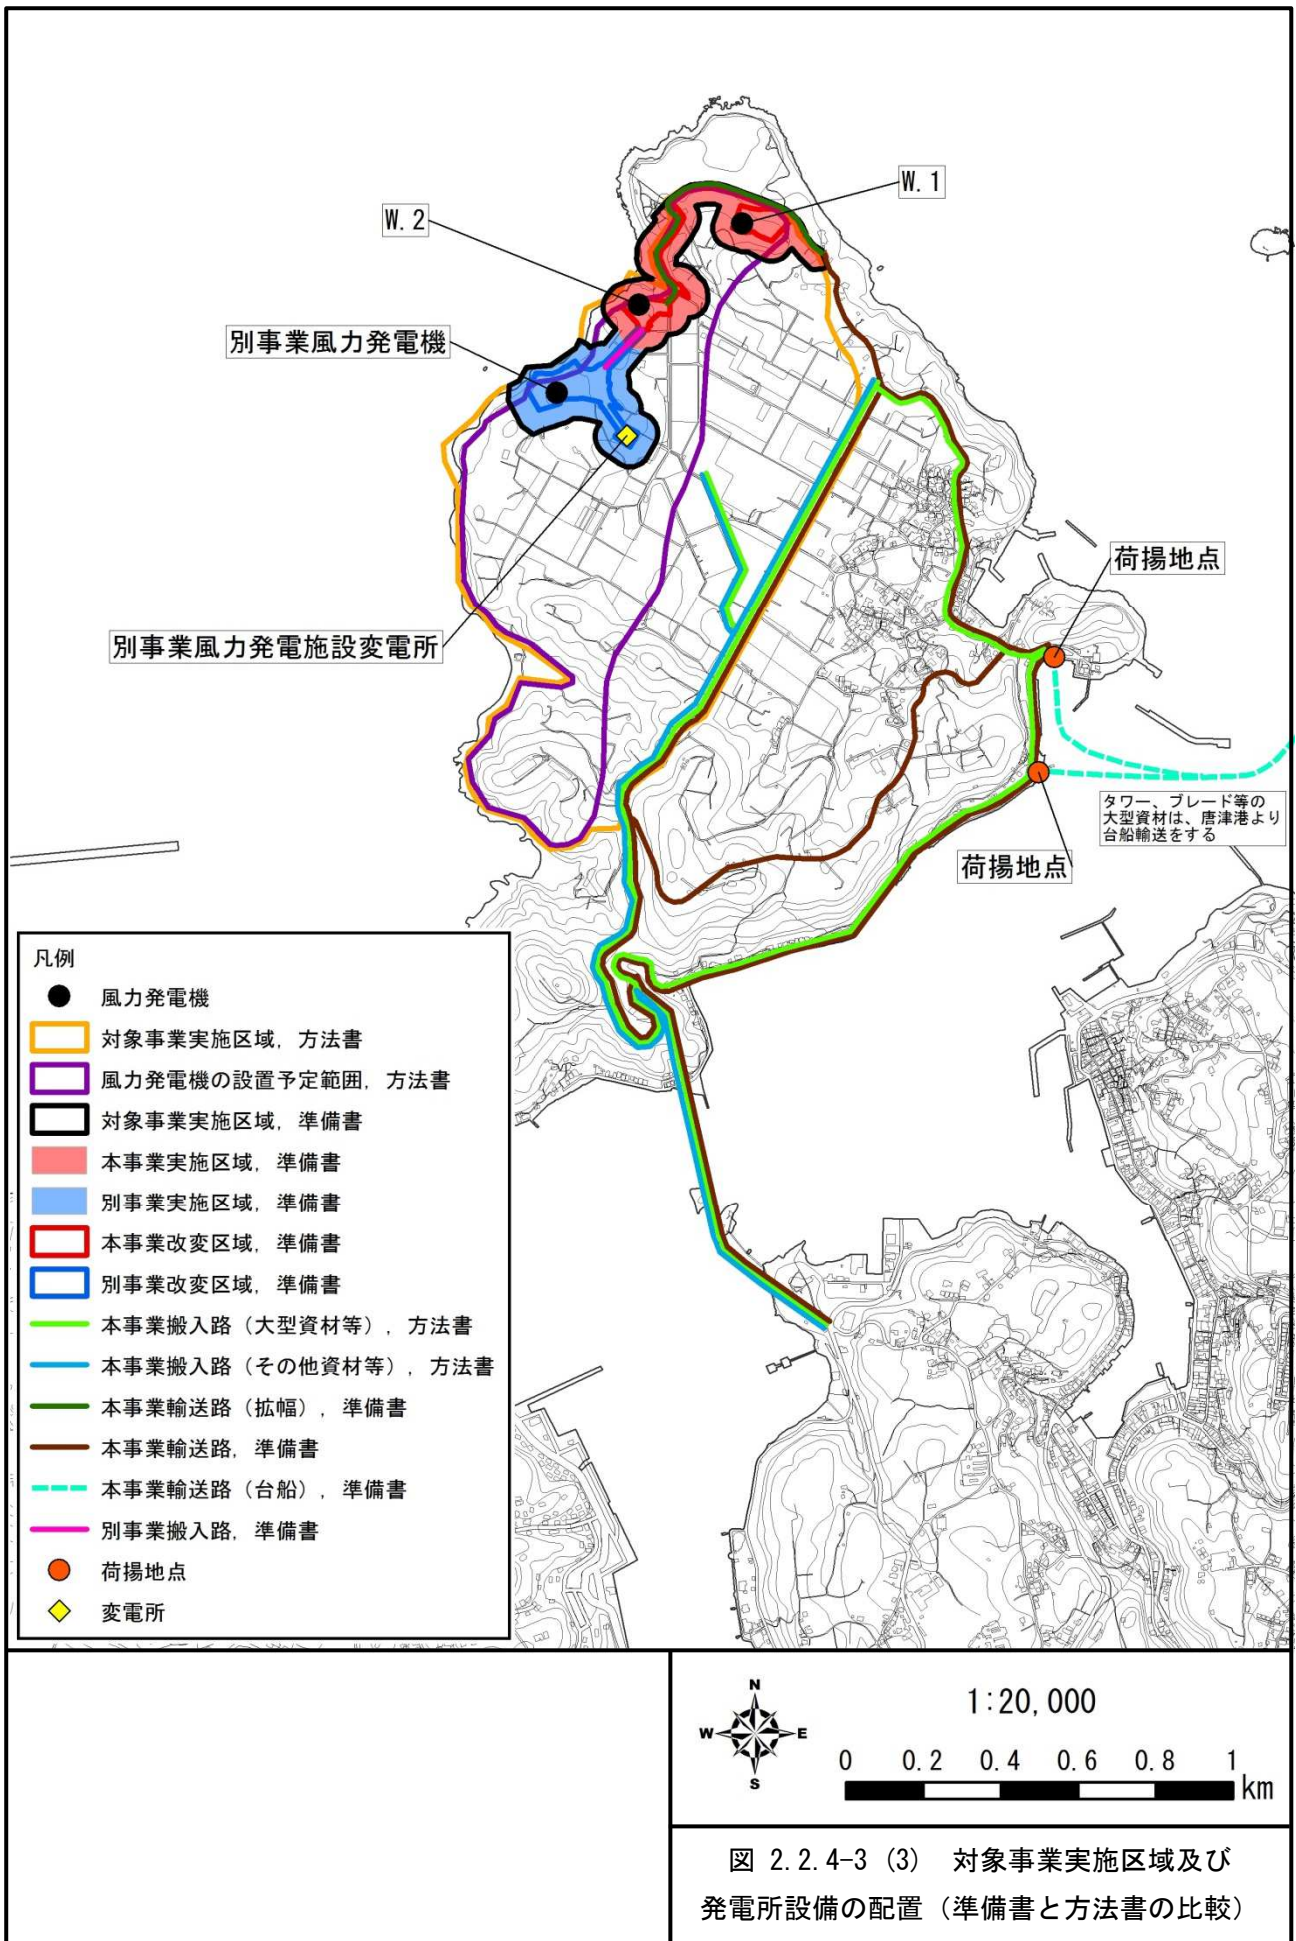 W. 1
W. 2
別事業風力発電機
荷揚地点
別事業風力発電施設変電所
タワー、ブレード等の
大型資材は、唐津港より
台船輸送をする
荷揚地点
凡例
風力発電機
対象事業実施区域, 方法書
風力発電機の設置予定範囲, 方法書
対象事業実施区域, 準備書
本事業実施区域, 準備書
別事業実施区域, 準備書
本事業改変区域, 準備書
別事業改変区域, 準備書
本事業搬入路（大型資材等）, 方法書
本事業搬入路（その他資材等）, 方法書
本事業輸送路（拡幅）, 準備書
本事業輸送路, 準備書
本事業輸送路（台船）, 準備書
別事業搬入路, 準備書
荷揚地点
変電所
N
W E
S
1:20,000
0 0.2 0.4 0.6 0.8 1
km
図 2.2.4-3 (3) 対象事業実施区域及び
発電所設備の配置（準備書と方法書の比較）